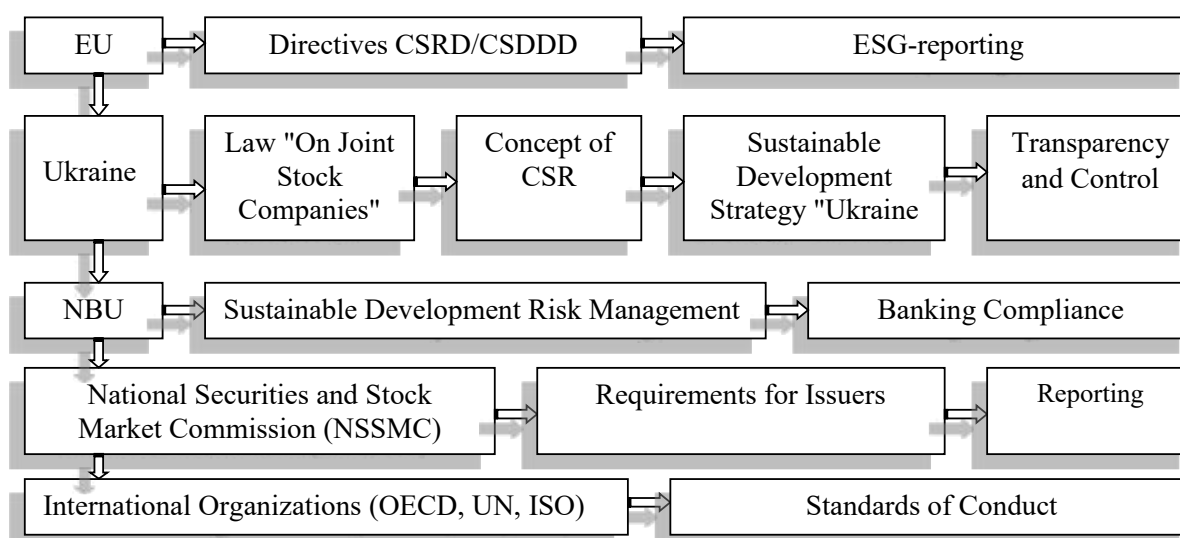 EU
Directives CSRD/CSDDD
ESG-reporting
Ukraine
Law "On Joint
Stock
Companies"
Concept of
CSR
Sustainable
Development
Strategy "Ukraine
Transparency
and Control
NBU
Sustainable Development Risk Management
Banking Compliance
National Securities and Stock
Market Commission (NSSMC)
Requirements for Issuers
Reporting
International Organizations (OECD, UN, ISO)
Standards of Conduct